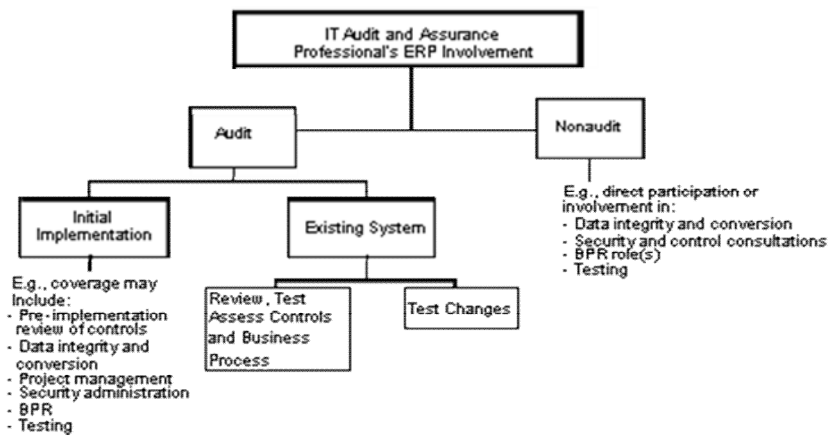 IT Audit and Assurance
Professional's ERP Involvement
Audit
Nonaudit
Initial
Implementation
Existing System
E.g., direct participation or
involvement in:
- Data integrity and conversion
- Security and control consultations
- BPR role(s)
- Testing
E.g., coverage may
Include:
- Pre-implementation
review of controls
- Data integrity and
conversion
- Project management
- Security administration
- BPR
- Testing
Review, Test
Assess Controls
and Business
Process
Test Changes